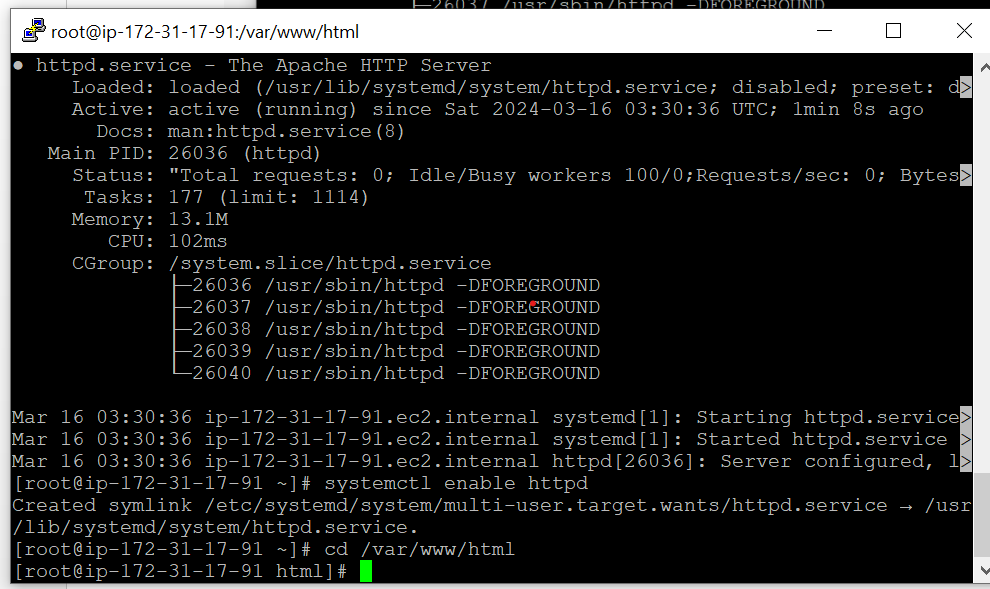 ├─26037 /usr/sbin/httpd -DFOREGROUND
root@ip-172-31-17-91:/var/www/html
● httpd.service - The Apache HTTP Server
Loaded: loaded (/usr/lib/systemd/system/httpd.service; disabled; preset: d>
Active: active (running) since Sat 2024-03-16 03:30:36 UTC; 1min 8s ago
Docs: man:httpd.service(8)
Main PID: 26036 (httpd)
Status: "Total requests: 0; Idle/Busy workers 100/0;Requests/sec: 0; Bytes>
Tasks: 177 (limit: 1114)
Memory: 13.1M
CPU: 102ms
CGroup: /system.slice/httpd.service
├─26036 /usr/sbin/httpd -DFOREGROUND
├─26037 /usr/sbin/httpd -DFOREGROUND
├─26038 /usr/sbin/httpd -DFOREGROUND
├─26039 /usr/sbin/httpd -DFOREGROUND
└─26040 /usr/sbin/httpd -DFOREGROUND
Mar 16 03:30:36 ip-172-31-17-91.ec2.internal systemd[1]: Starting httpd.service>
Mar 16 03:30:36 ip-172-31-17-91.ec2.internal systemd[1]: Started httpd.service >
Mar 16 03:30:36 ip-172-31-17-91.ec2.internal httpd[26036]: Server configured, l>
[root@ip-172-31-17-91 ~]# systemctl enable httpd
Created symlink /etc/systemd/system/multi-user.target.wants/httpd.service → /usr
/lib/systemd/system/httpd.service.
[root@ip-172-31-17-91 ~]# cd /var/www/html
[root@ip-172-31-17-91 html]#